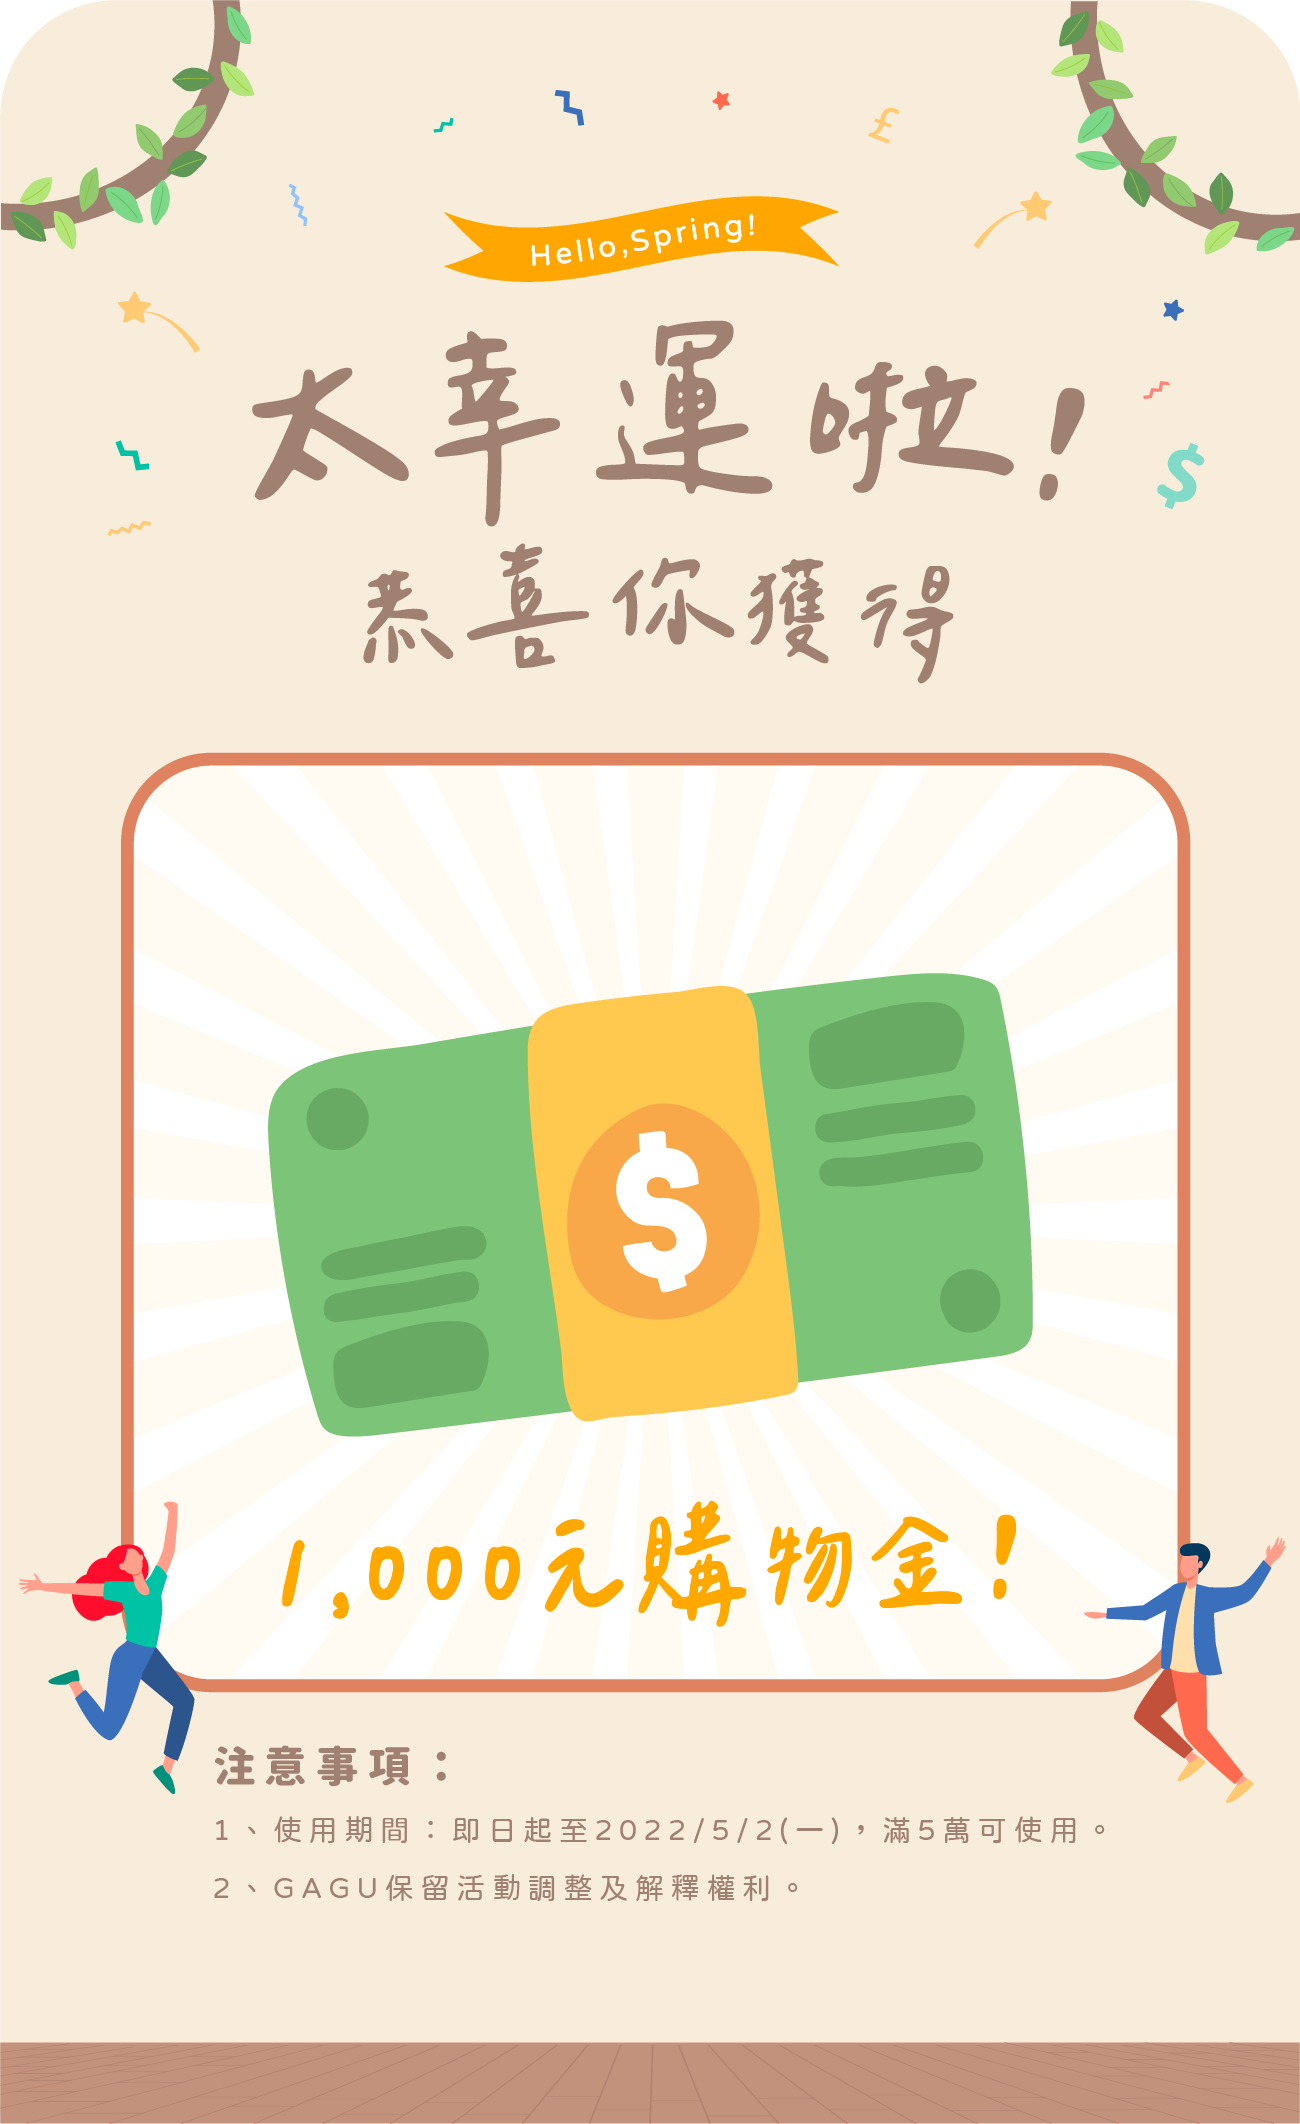 Hello,Spring!
太幸運啦!
恭喜你獲得
$
1,000元購物金!
注意事項：
1、使用期間：即日起至2022/5/2(一)，滿5萬可使用。
2、GAGU保留活動調整及解釋權利。